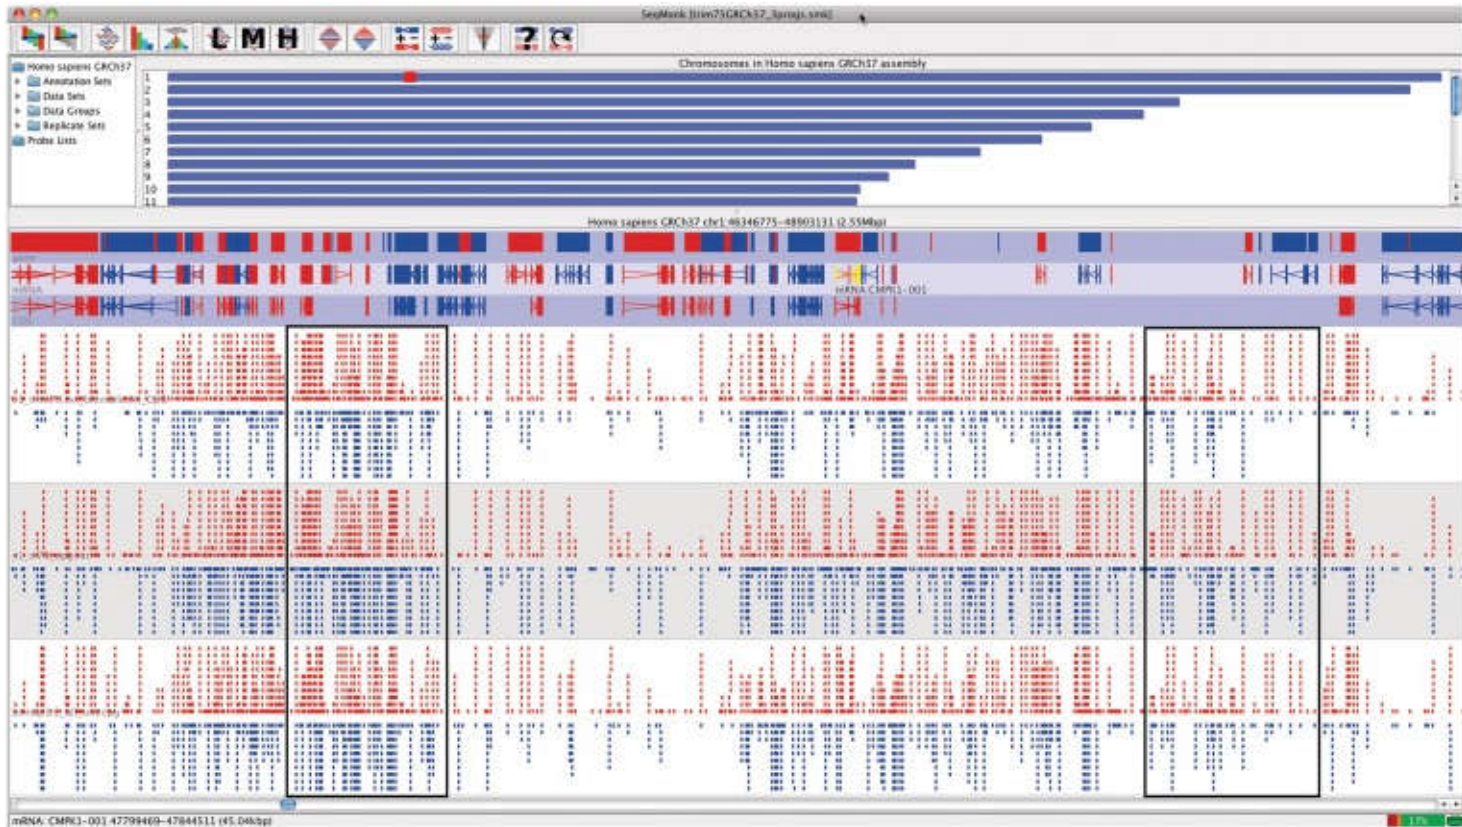 SeqMonk [trim75GRCh37_3projs.smk]
L M H ?
Homo sapiens GRCh37
Annotation Sets
Data Sets
Data Groups
Replicate Sets
Probe Lists
Chromosomes in Homo sapiens GRCh37 assembly
1
2
3
4
5
6
7
8
9
10
11
Homo sapiens GRCh37 chr1:46346775-48903131 (2.55Mbp)
mRNA
mRNA CMPK1-001
mRNA: CMPK1-001 47799469-47844511 (45.04kbp)
17%